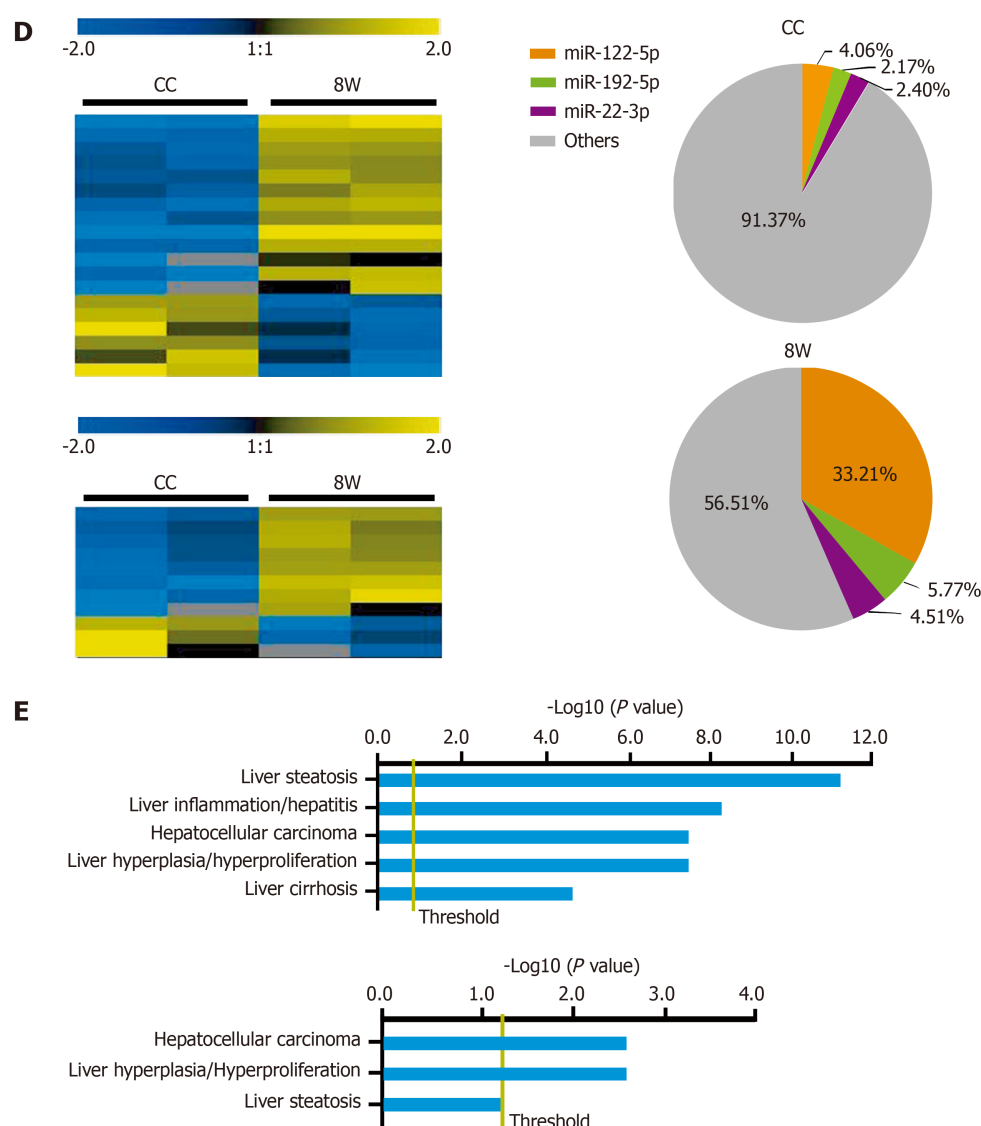 D
-2.0 1:1 2.0
CC 8W
-2.0 1:1 2.0
CC 8W
miR-122-5p
miR-192-5p
miR-22-3p
Others
CC
4.06%
2.17%
2.40%
91.37%
8W
33.21%
56.51%
5.77%
4.51%
E
-Log10 (P value)
0.0 2.0 4.0 6.0 8.0 10.0 12.0
Liver steatosis
Liver inflammation/hepatitis
Hepatocellular carcinoma
Liver hyperplasia/hyperproliferation
Liver cirrhosis
Threshold
-Log10 (P value)
0.0 1.0 2.0 3.0 4.0
Hepatocellular carcinoma
Liver hyperplasia/Hyperproliferation
Liver steatosis
Threshold